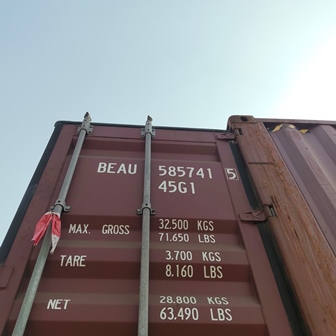 BEAU 585741 5
45G1
MAX. GROSS 32.500 KGS
71.650 LBS
TARE 3.700 KGS
8.160 LBS
NET 28.800 KGS
63.490 LBS